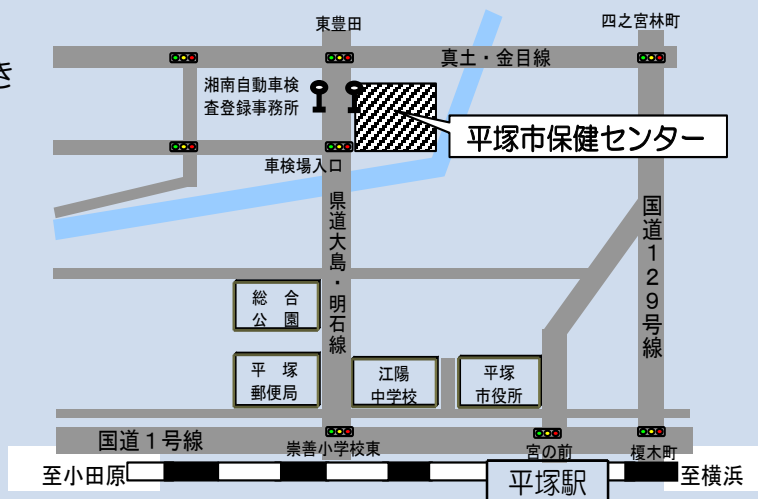 東豊田
四之宮林町
真土・金目線
き
湘南自動車検
査登録事務所
平塚市保健センター
車検場入口
県道大島・明石線
国道129号線
総 合
公 園
平 塚
郵便局
江陽
中学校
平塚
市役所
国道1号線
崇善小学校東
宮の前
榎木町
至小田原
平塚駅
至横浜